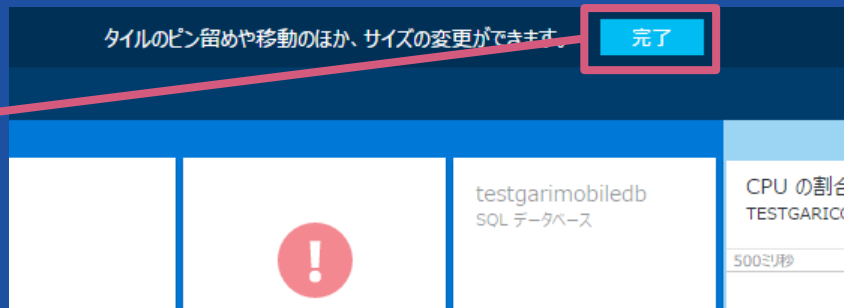 タイルのピン留めや移動のほか、サイズの変更ができます。
完了
testgarimobiledb
SQL データベース
CPU の割合
500ミリ秒